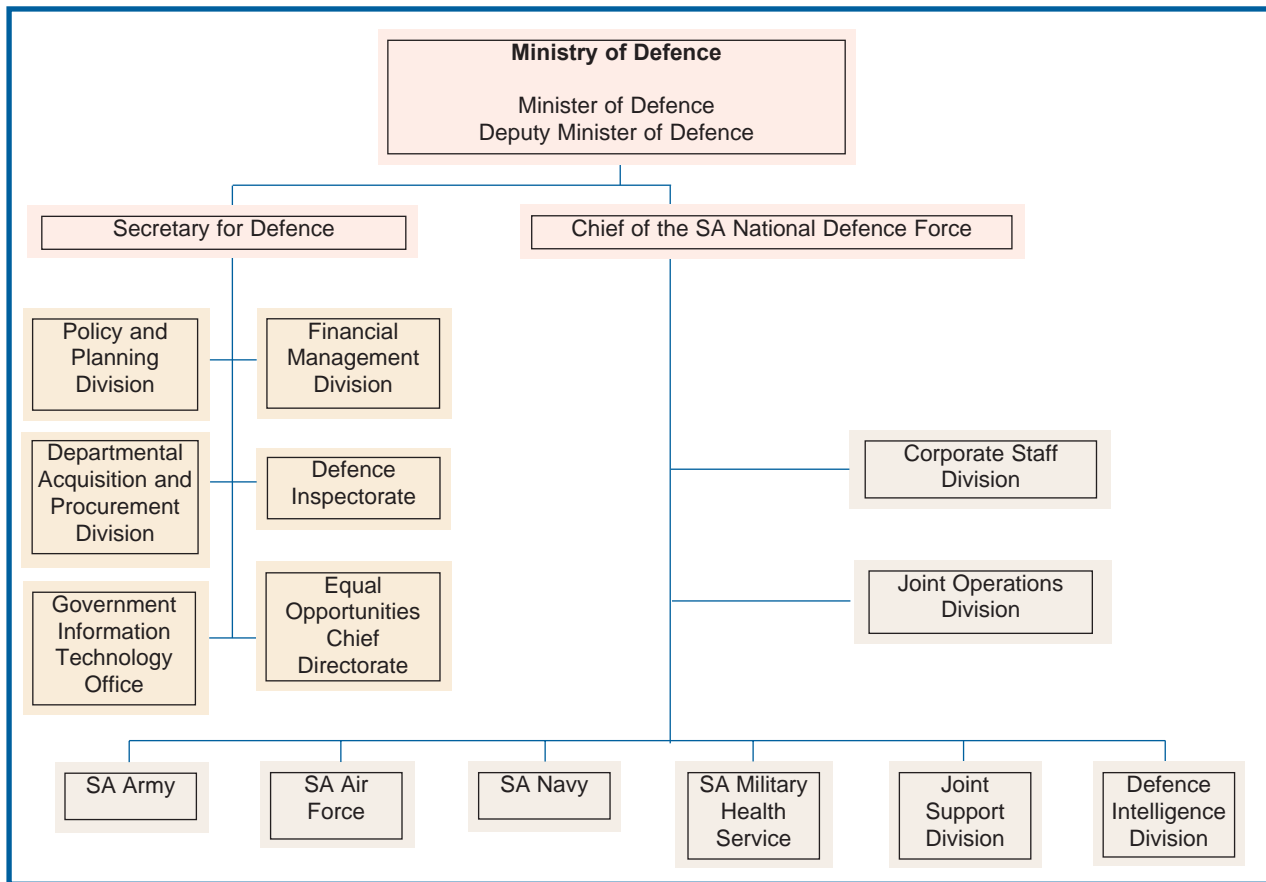 Ministry of Defence
Minister of Defence
Deputy Minister of Defence
Secretary for Defence
Chief of the SA National Defence Force
Policy and
Planning
Division
Financial
Management
Division
Departmental
Acquisition and
Procurement
Division
Defence
Inspectorate
Government
Information
Technology
Office
Equal
Opportunities
Chief
Directorate
Corporate Staff
Division
Joint Operations
Division
SA Army
SA Air
Force
SA Navy
SA Military
Health
Service
Joint
Support
Division
Defence
Intelligence
Division